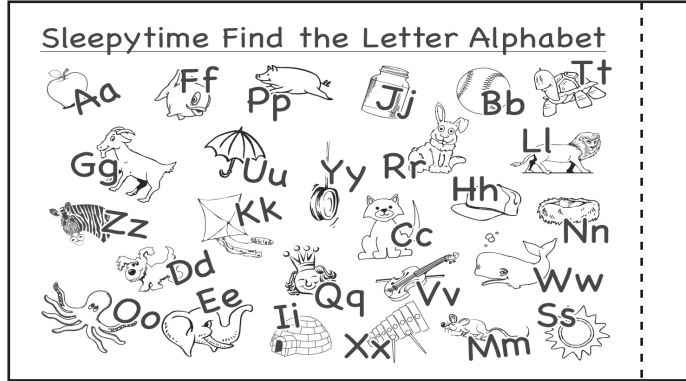 Sleepytime Find the Letter Alphabet
Aa Ff Pp Jj Bb Tt
Gg Uu Yy Rr Ll
Zz Kk Cc Hh Nn
Dd Qq Vv Ww
Oo Ee Ii Xx Mm Ss